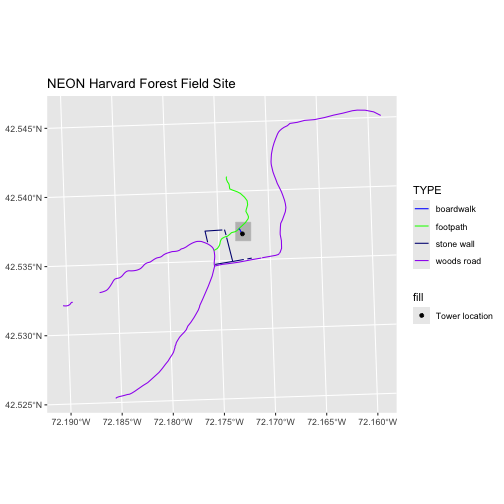 NEON Harvard Forest Field Site
42.545°N
42.540°N
42.535°N
42.530°N
42.525°N
72.190°W 72.185°W 72.180°W 72.175°W 72.170°W 72.165°W 72.160°W
TYPE
boardwalk
footpath
stone wall
woods road
fill
Tower location